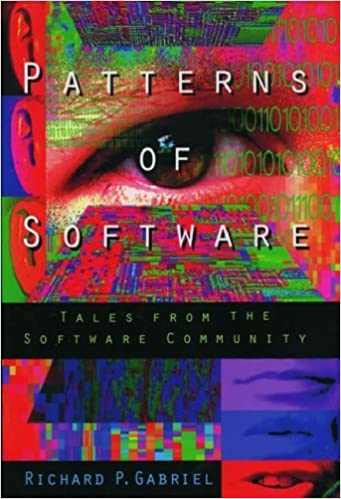 PATTERNS
OF
SOFTWARE
TALES FROM THE
SOFTWARE COMMUNITY
RICHARD P. GABRIEL